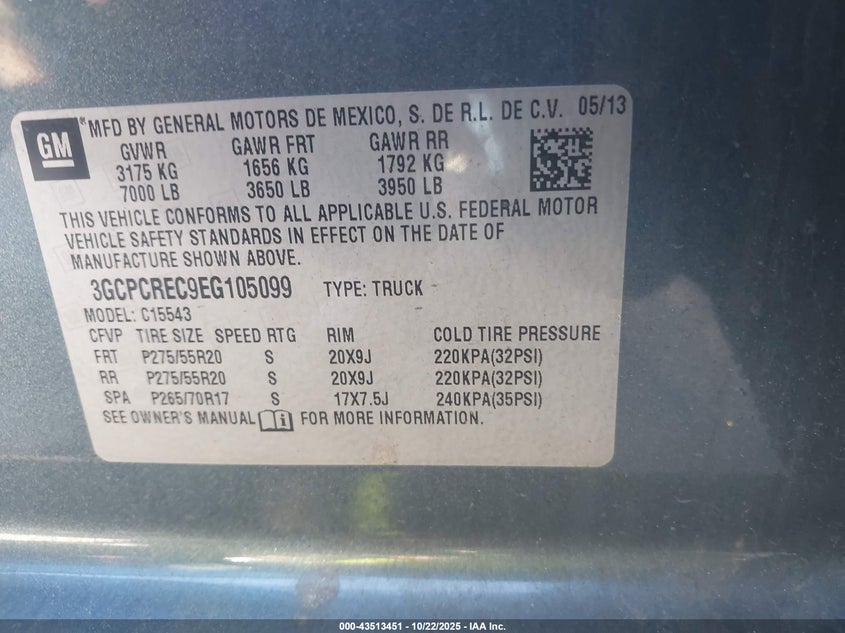 GM
® MFD BY GENERAL MOTORS DE MEXICO, S. DE R.L. DE C.V. 05/13
GVWR GAWR FRT GAWR RR
3175 KG 1656 KG 1792 KG
7000 LB 3650 LB 3950 LB
THIS VEHICLE CONFORMS TO ALL APPLICABLE U.S. FEDERAL MOTOR
VEHICLE SAFETY STANDARDS IN EFFECT ON THE DATE OF
MANUFACTURE SHOWN ABOVE.
3GCPCREC9EG105099 TYPE: TRUCK
MODEL: C15543
CFVP TIRE SIZE SPEED RTG RIM COLD TIRE PRESSURE
FRT P275/55R20 S 20X9J 220KPA(32PSI)
RR P275/55R20 S 20X9J 220KPA(32PSI)
SPA P265/70R17 S 17X7.5J 240KPA(35PSI)
SEE OWNER'S MANUAL i FOR MORE INFORMATION.
000-43513451 - 10/22/2025 - IAA Inc.